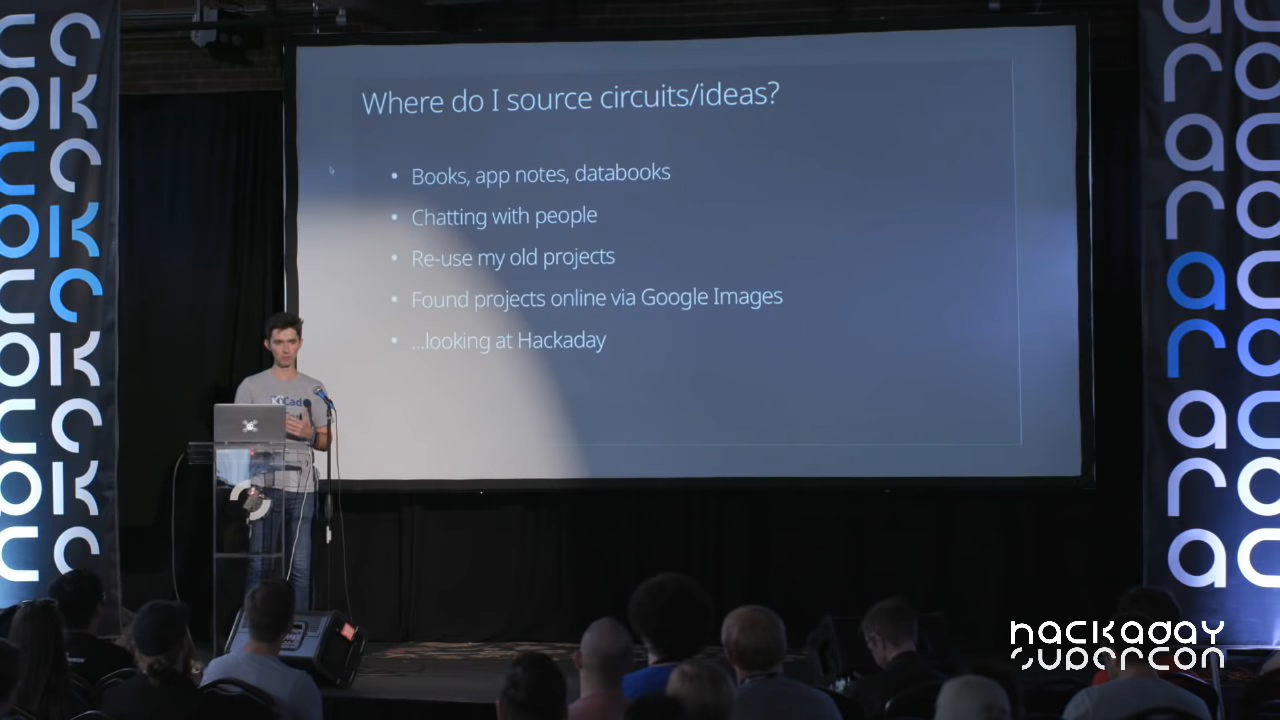 Where do I source circuits/ideas?
• Books, app notes, databooks
• Chatting with people
• Re-use my old projects
• Found projects online via Google Images
• ...looking at Hackaday
KiCad
hackaday
supercon